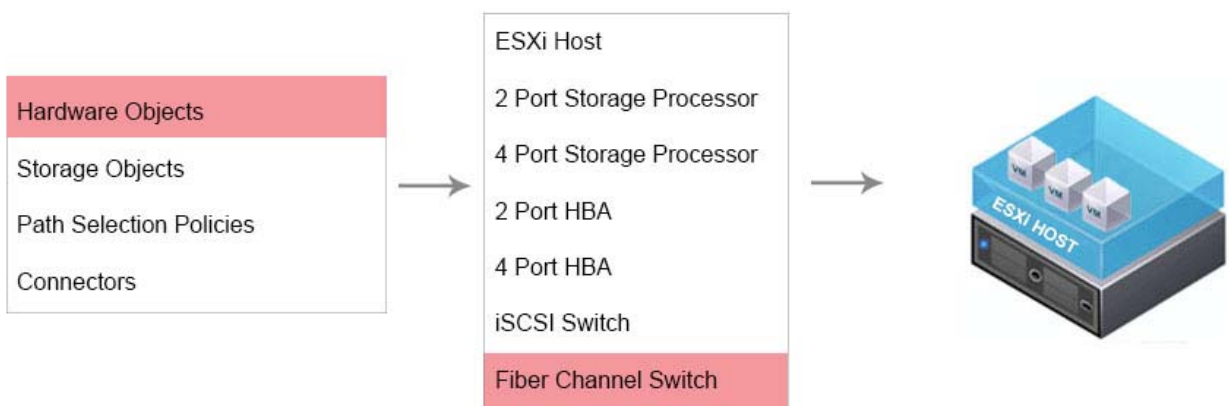 Hardware Objects
Storage Objects
Path Selection Policies
Connectors
ESXi Host
2 Port Storage Processor
4 Port Storage Processor
2 Port HBA
4 Port HBA
iSCSI Switch
Fiber Channel Switch
VM
VM
VM
ESXI HOST